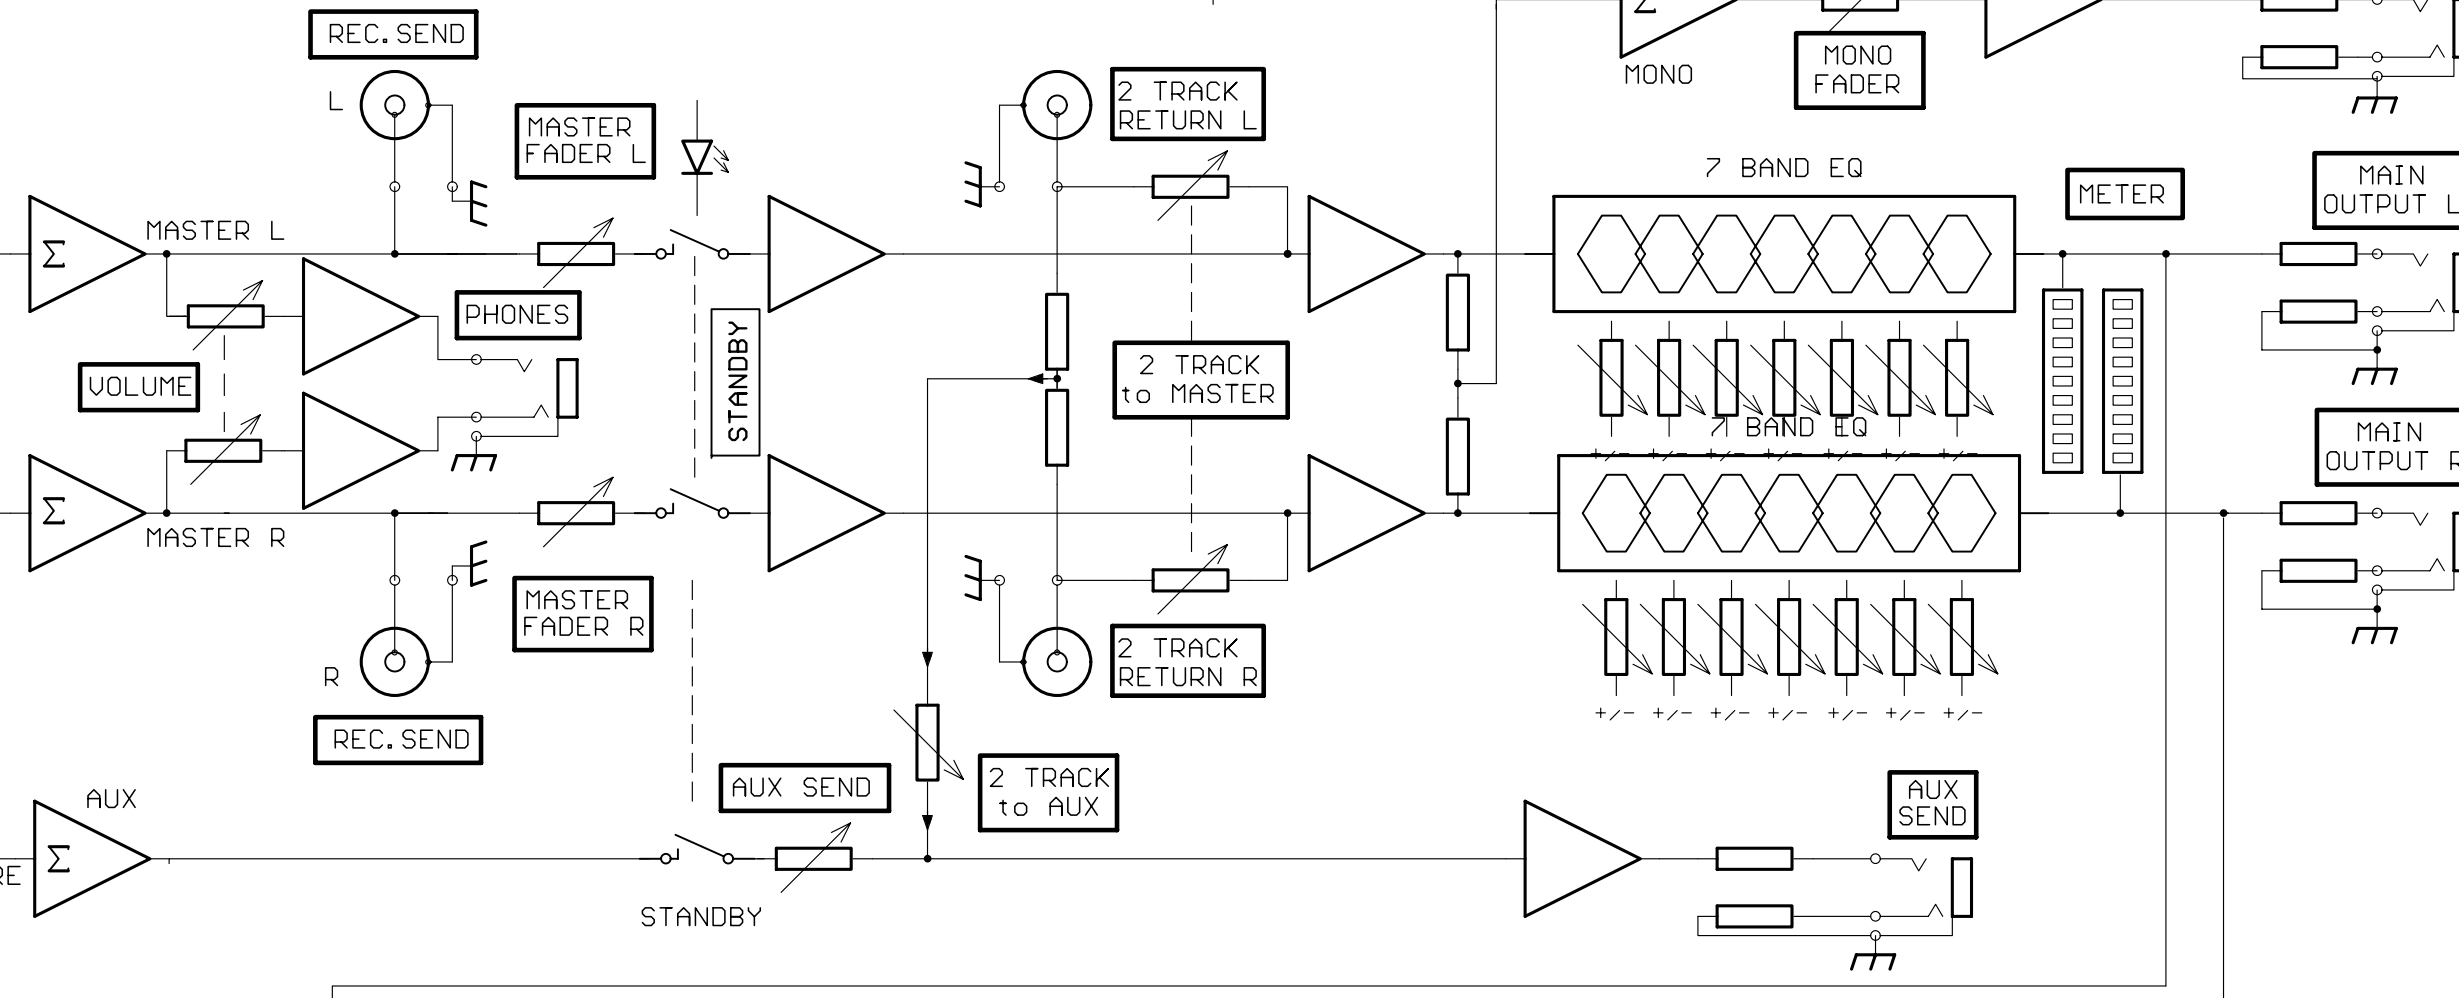 REC.SEND
L
MASTER
FADER L
2 TRACK
RETURN L
Σ
MONO
MONO
FADER
7 BAND EQ
METER
MAIN
OUTPUT L
Σ
MASTER L
PHONES
VOLUME
STANDBY
2 TRACK
to MASTER
7 BAND EQ
+/- +/- +/- +/- +/- +/- +/-
MAIN
OUTPUT R
Σ
MASTER R
MASTER
FADER R
R
REC.SEND
2 TRACK
RETURN R
+/- +/- +/- +/- +/- +/- +/-
AUX
Σ
RE
AUX SEND
2 TRACK
to AUX
STANDBY
AUX
SEND